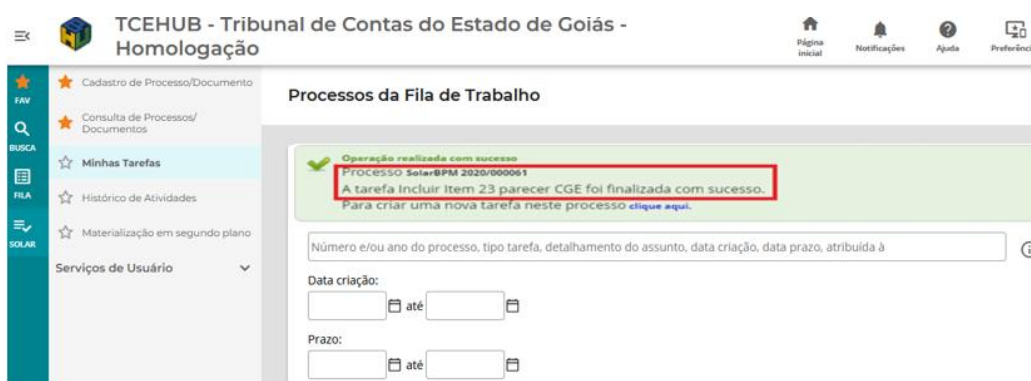 TCEHUB - Tribunal de Contas do Estado de Goiás -
Homologação
Página
inicial
Notificações
Ajuda
Preferênci
FAV
BUSCA
FILA
SOLAR
Cadastro de Processo/Documento
Consulta de Processos/
Documentos
Minhas Tarefas
Histórico de Atividades
Materialização em segundo plano
Serviços de Usuário
Processos da Fila de Trabalho
Operação realizada com sucesso
Processo SolarBPM 2020/000061
A tarefa Incluir Item 23 parecer CGE foi finalizada com sucesso.
Para criar uma nova tarefa neste processo clique aqui.
Número e/ou ano do processo, tipo tarefa, detalhamento do assunto, data criação, data prazo, atribuída à
Data criação:
até
Prazo:
até